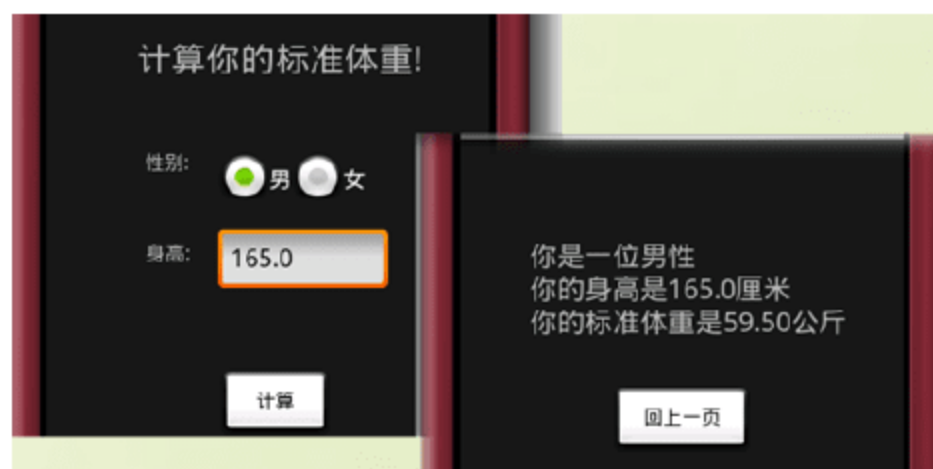 计算你的标准体重!
性别:
男 女
身高:
165.0
计算
你是一位男性
你的身高是165.0厘米
你的标准体重是59.50公斤
回上一页